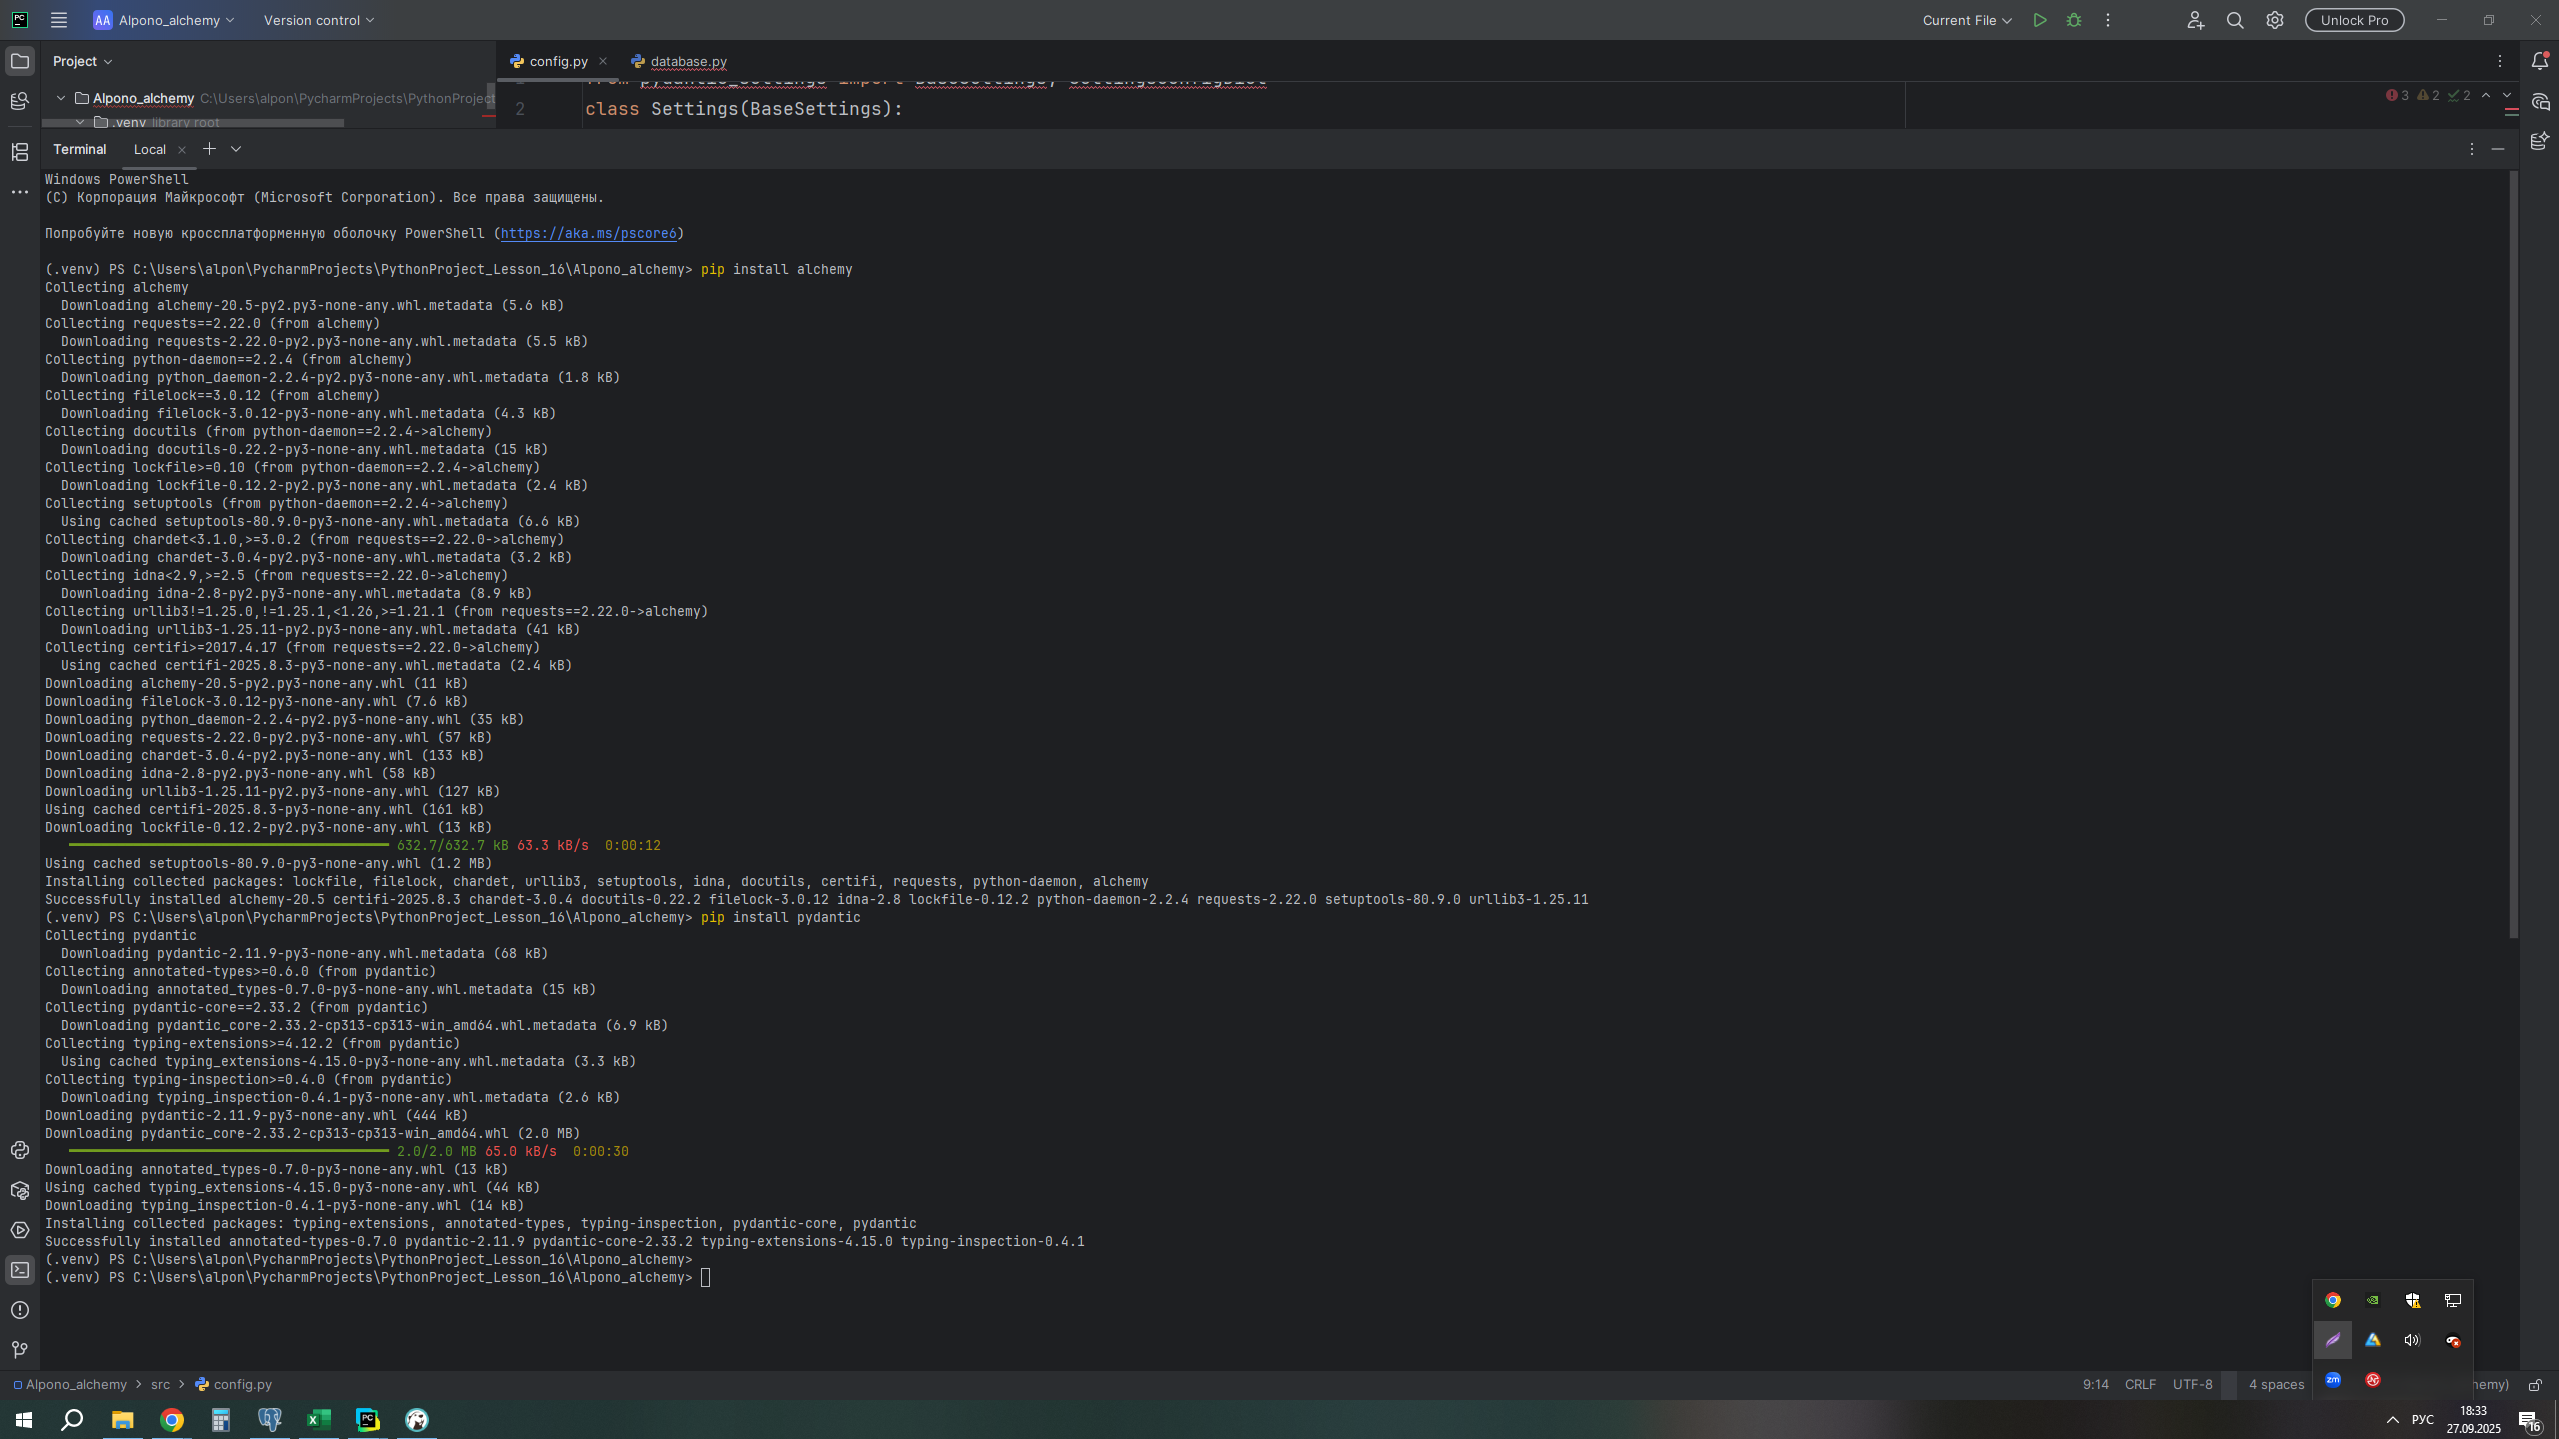 PC
AA Alpono_alchemy
Version control
Current File
Unlock Pro
Project
config.py
database.py
Alpono_alchemy C:\Users\alpon\PycharmProjects\PythonProject
.venv library root
from pydantic_settings import BaseSettings, SettingsConfigDict
2 class Settings(BaseSettings):
3 2 2
Terminal Local
Windows PowerShell
(C) Корпорация Майкрософт (Microsoft Corporation). Все права защищены.
Попробуйте новую кроссплатформенную оболочку PowerShell (https://aka.ms/pscore6)
(.venv) PS C:\Users\alpon\PycharmProjects\PythonProject_Lesson_16\Alpono_alchemy> pip install alchemy
Collecting alchemy
Downloading alchemy-20.5-py2.py3-none-any.whl.metadata (5.6 kB)
Collecting requests==2.22.0 (from alchemy)
Downloading requests-2.22.0-py2.py3-none-any.whl.metadata (5.5 kB)
Collecting python-daemon==2.2.4 (from alchemy)
Downloading python_daemon-2.2.4-py2.py3-none-any.whl.metadata (1.8 kB)
Collecting filelock==3.0.12 (from alchemy)
Downloading filelock-3.0.12-py3-none-any.whl.metadata (4.3 kB)
Collecting docutils (from python-daemon==2.2.4->alchemy)
Downloading docutils-0.22.2-py3-none-any.whl.metadata (15 kB)
Collecting lockfile>=0.10 (from python-daemon==2.2.4->alchemy)
Downloading lockfile-0.12.2-py2.py3-none-any.whl.metadata (2.4 kB)
Collecting setuptools (from python-daemon==2.2.4->alchemy)
Using cached setuptools-80.9.0-py3-none-any.whl.metadata (6.6 kB)
Collecting chardet<3.1.0,>=3.0.2 (from requests==2.22.0->alchemy)
Downloading chardet-3.0.4-py2.py3-none-any.whl.metadata (3.2 kB)
Collecting idna<2.9,>=2.5 (from requests==2.22.0->alchemy)
Downloading idna-2.8-py2.py3-none-any.whl.metadata (8.9 kB)
Collecting urllib3!=1.25.0,!=1.25.1,<1.26,>=1.21.1 (from requests==2.22.0->alchemy)
Downloading urllib3-1.25.11-py2.py3-none-any.whl.metadata (41 kB)
Collecting certifi>=2017.4.17 (from requests==2.22.0->alchemy)
Using cached certifi-2025.8.3-py3-none-any.whl.metadata (2.4 kB)
Downloading alchemy-20.5-py2.py3-none-any.whl (11 kB)
Downloading filelock-3.0.12-py3-none-any.whl (7.6 kB)
Downloading python_daemon-2.2.4-py2.py3-none-any.whl (35 kB)
Downloading requests-2.22.0-py2.py3-none-any.whl (57 kB)
Downloading chardet-3.0.4-py2.py3-none-any.whl (133 kB)
Downloading idna-2.8-py2.py3-none-any.whl (58 kB)
Downloading urllib3-1.25.11-py2.py3-none-any.whl (127 kB)
Using cached certifi-2025.8.3-py3-none-any.whl (161 kB)
Downloading lockfile-0.12.2-py2.py3-none-any.whl (13 kB)
632.7/632.7 kB 63.3 kB/s 0:00:12
Using cached setuptools-80.9.0-py3-none-any.whl (1.2 MB)
Installing collected packages: lockfile, filelock, chardet, urllib3, setuptools, idna, docutils, certifi, requests, python-daemon, alchemy
Successfully installed alchemy-20.5 certifi-2025.8.3 chardet-3.0.4 docutils-0.22.2 filelock-3.0.12 idna-2.8 lockfile-0.12.2 python-daemon-2.2.4 requests-2.22.0 setuptools-80.9.0 urllib3-1.25.11
(.venv) PS C:\Users\alpon\PycharmProjects\PythonProject_Lesson_16\Alpono_alchemy> pip install pydantic
Collecting pydantic
Downloading pydantic-2.11.9-py3-none-any.whl.metadata (68 kB)
Collecting annotated-types>=0.6.0 (from pydantic)
Downloading annotated_types-0.7.0-py3-none-any.whl.metadata (15 kB)
Collecting pydantic-core==2.33.2 (from pydantic)
Downloading pydantic_core-2.33.2-cp313-cp313-win_amd64.whl.metadata (6.9 kB)
Collecting typing-extensions>=4.12.2 (from pydantic)
Using cached typing_extensions-4.15.0-py3-none-any.whl.metadata (3.3 kB)
Collecting typing-inspection>=0.4.0 (from pydantic)
Downloading typing_inspection-0.4.1-py3-none-any.whl.metadata (2.6 kB)
Downloading pydantic-2.11.9-py3-none-any.whl (444 kB)
Downloading pydantic_core-2.33.2-cp313-cp313-win_amd64.whl (2.0 MB)
2.0/2.0 MB 65.0 kB/s 0:00:30
Downloading annotated_types-0.7.0-py3-none-any.whl (13 kB)
Using cached typing_extensions-4.15.0-py3-none-any.whl (44 kB)
Downloading typing_inspection-0.4.1-py3-none-any.whl (14 kB)
Installing collected packages: typing-extensions, annotated-types, typing-inspection, pydantic-core, pydantic
Successfully installed annotated-types-0.7.0 pydantic-2.11.9 pydantic-core-2.33.2 typing-extensions-4.15.0 typing-inspection-0.4.1
(.venv) PS C:\Users\alpon\PycharmProjects\PythonProject_Lesson_16\Alpono_alchemy>
(.venv) PS C:\Users\alpon\PycharmProjects\PythonProject_Lesson_16\Alpono_alchemy>
zm
Alpono_alchemy > src > config.py
9:14 CRLF UTF-8 4 spaces hemy)
РУС
18:33
27.09.2025
16